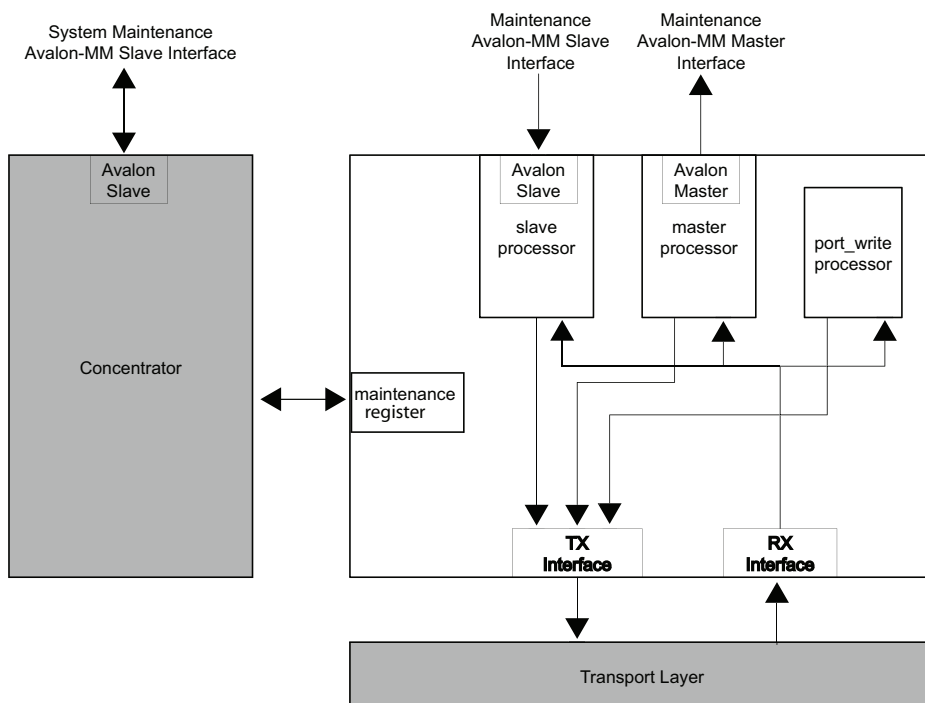 System Maintenance
Avalon-MM Slave Interface
Maintenance
Avalon-MM Slave
Interface
Maintenance
Avalon-MM Master
Interface
Avalon
Slave
Avalon
Slave
slave
processor
Avalon
Master
master
processor
port_write
processor
Concentrator
maintenance
register
TX
Interface
RX
Interface
Transport Layer